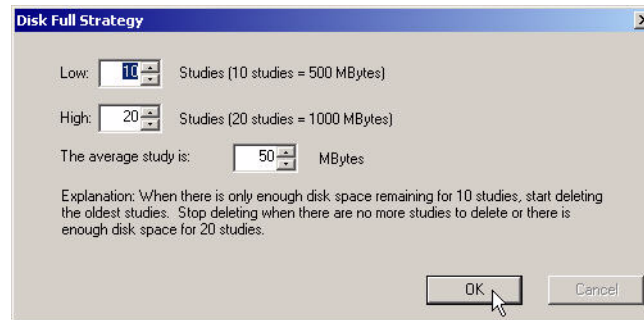 Disk Full Strategy
Low: 10 Studies (10 studies = 500 MBytes)
High: 20 Studies (20 studies = 1000 MBytes)
The average study is: 50 MBytes
Explanation: When there is only enough disk space remaining for 10 studies, start deleting
the oldest studies. Stop deleting when there are no more studies to delete or there is
enough disk space for 20 studies.
OK Cancel